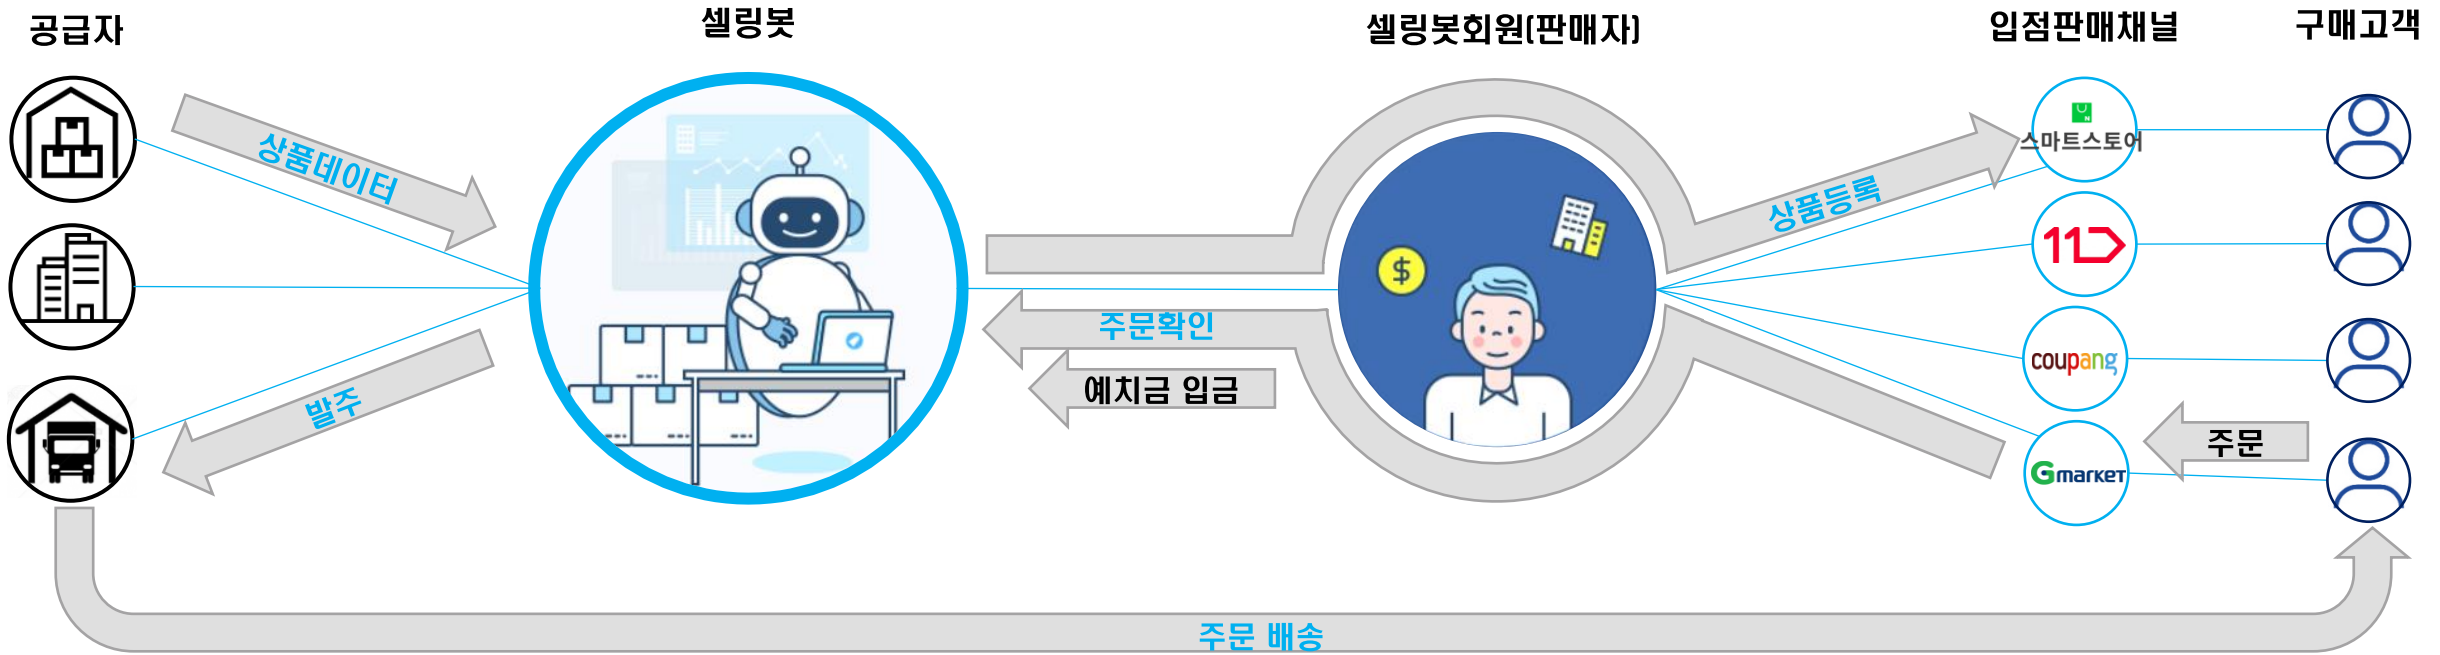 공급자
셀링봇
셀링봇회원(판매자)
입점판매채널
구매고객
상품데이터
상품등록
스마트스토어
11
coupang
주문확인
예치금 입금
발주
주문
Gmarket
주문 배송